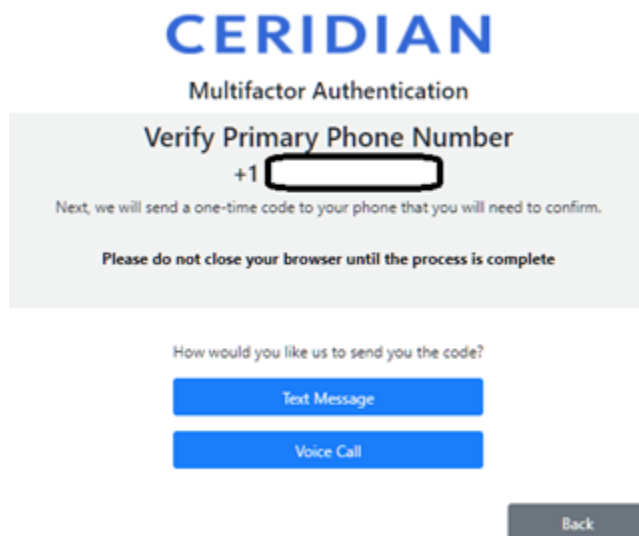 CERIDIAN
Multifactor Authentication
Verify Primary Phone Number
+1
Next, we will send a one-time code to your phone that you will need to confirm.
Please do not close your browser until the process is complete
How would you like us to send you the code?
Text Message
Voice Call
Back